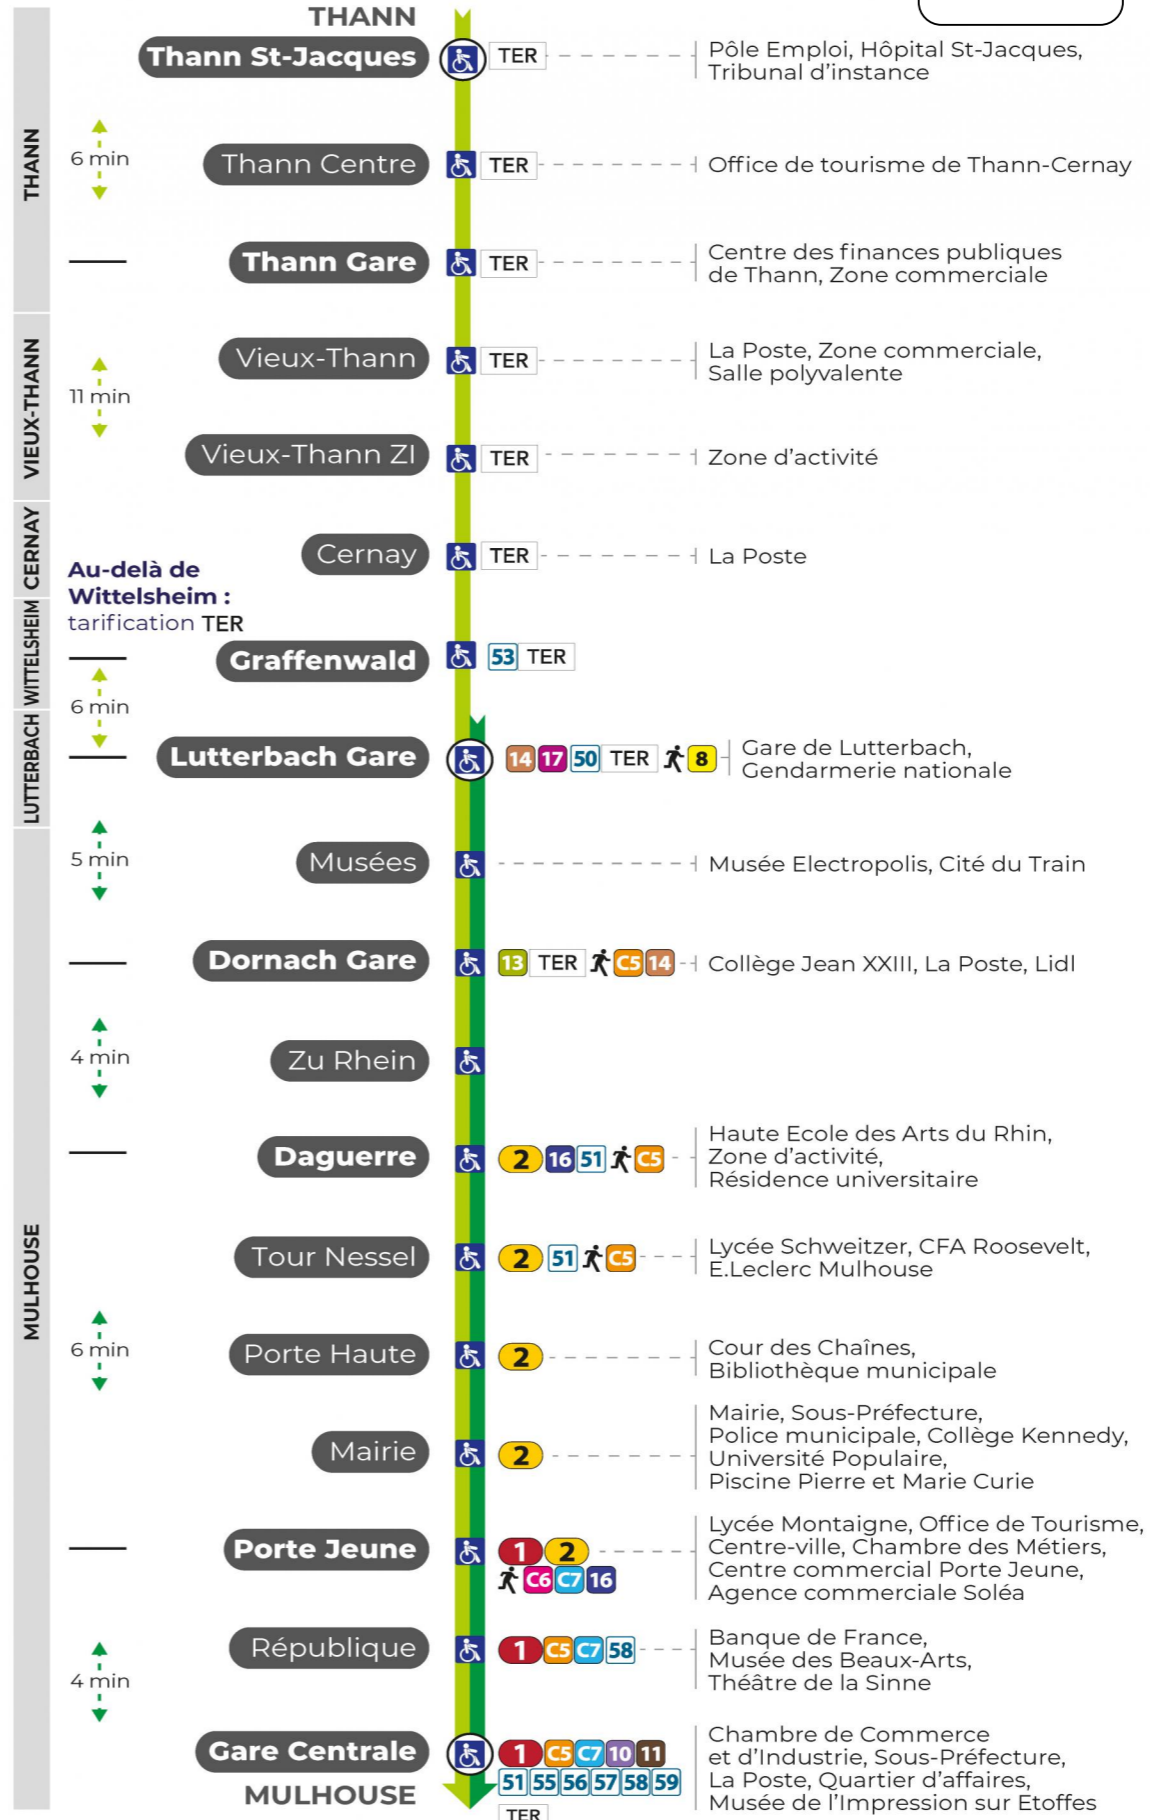 THANN
Thann St-Jacques TER Pôle Emploi, Hôpital St-Jacques,
Tribunal d'instance
THANN
6 min
Thann Centre TER Office de tourisme de Thann-Cernay
Thann Gare TER Centre des finances publiques
de Thann, Zone commerciale
VIEUX-THANN
Vieux-Thann TER La Poste, Zone commerciale,
Salle polyvalente
11 min
Vieux-Thann ZI TER Zone d'activité
CERNAY
Cernay TER La Poste
Au-delà de
Wittelsheim :
tarification TER
WITTELSHEIM
Graffenwald 53 TER
6 min
LUTTERBACH
Lutterbach Gare 14 17 50 TER 8 Gare de Lutterbach,
Gendarmerie nationale
MULHOUSE
5 min
Musées Musée Electropolis, Cité du Train
Dornach Gare 13 TER C5 14 Collège Jean XXIII, La Poste, Lidl
4 min
Zu Rhein
Daguerre 2 16 51 C5 Haute Ecole des Arts du Rhin,
Zone d'activité,
Résidence universitaire
Tour Nessel 2 51 C5 Lycée Schweitzer, CFA Roosevelt,
E.Leclerc Mulhouse
6 min
Porte Haute 2 Cour des Chaînes,
Bibliothèque municipale
Mairie 2 Mairie, Sous-Préfecture,
Police municipale, Collège Kennedy,
Université Populaire,
Piscine Pierre et Marie Curie
Porte Jeune 1 2 Lycée Montaigne, Office de Tourisme,
Centre-ville, Chambre des Métiers,
C6 C7 16 Centre commercial Porte Jeune,
Agence commerciale Soléa
République 1 C5 C7 58 Banque de France,
Musée des Beaux-Arts,
Théâtre de la Sinne
4 min
Gare Centrale 1 C5 C7 10 11 Chambre de Commerce
et d'Industrie, Sous-Préfecture,
MULHOUSE 51 55 56 57 58 59 La Poste, Quartier d'affaires,
Musée de l'Impression sur Etoffes
TER